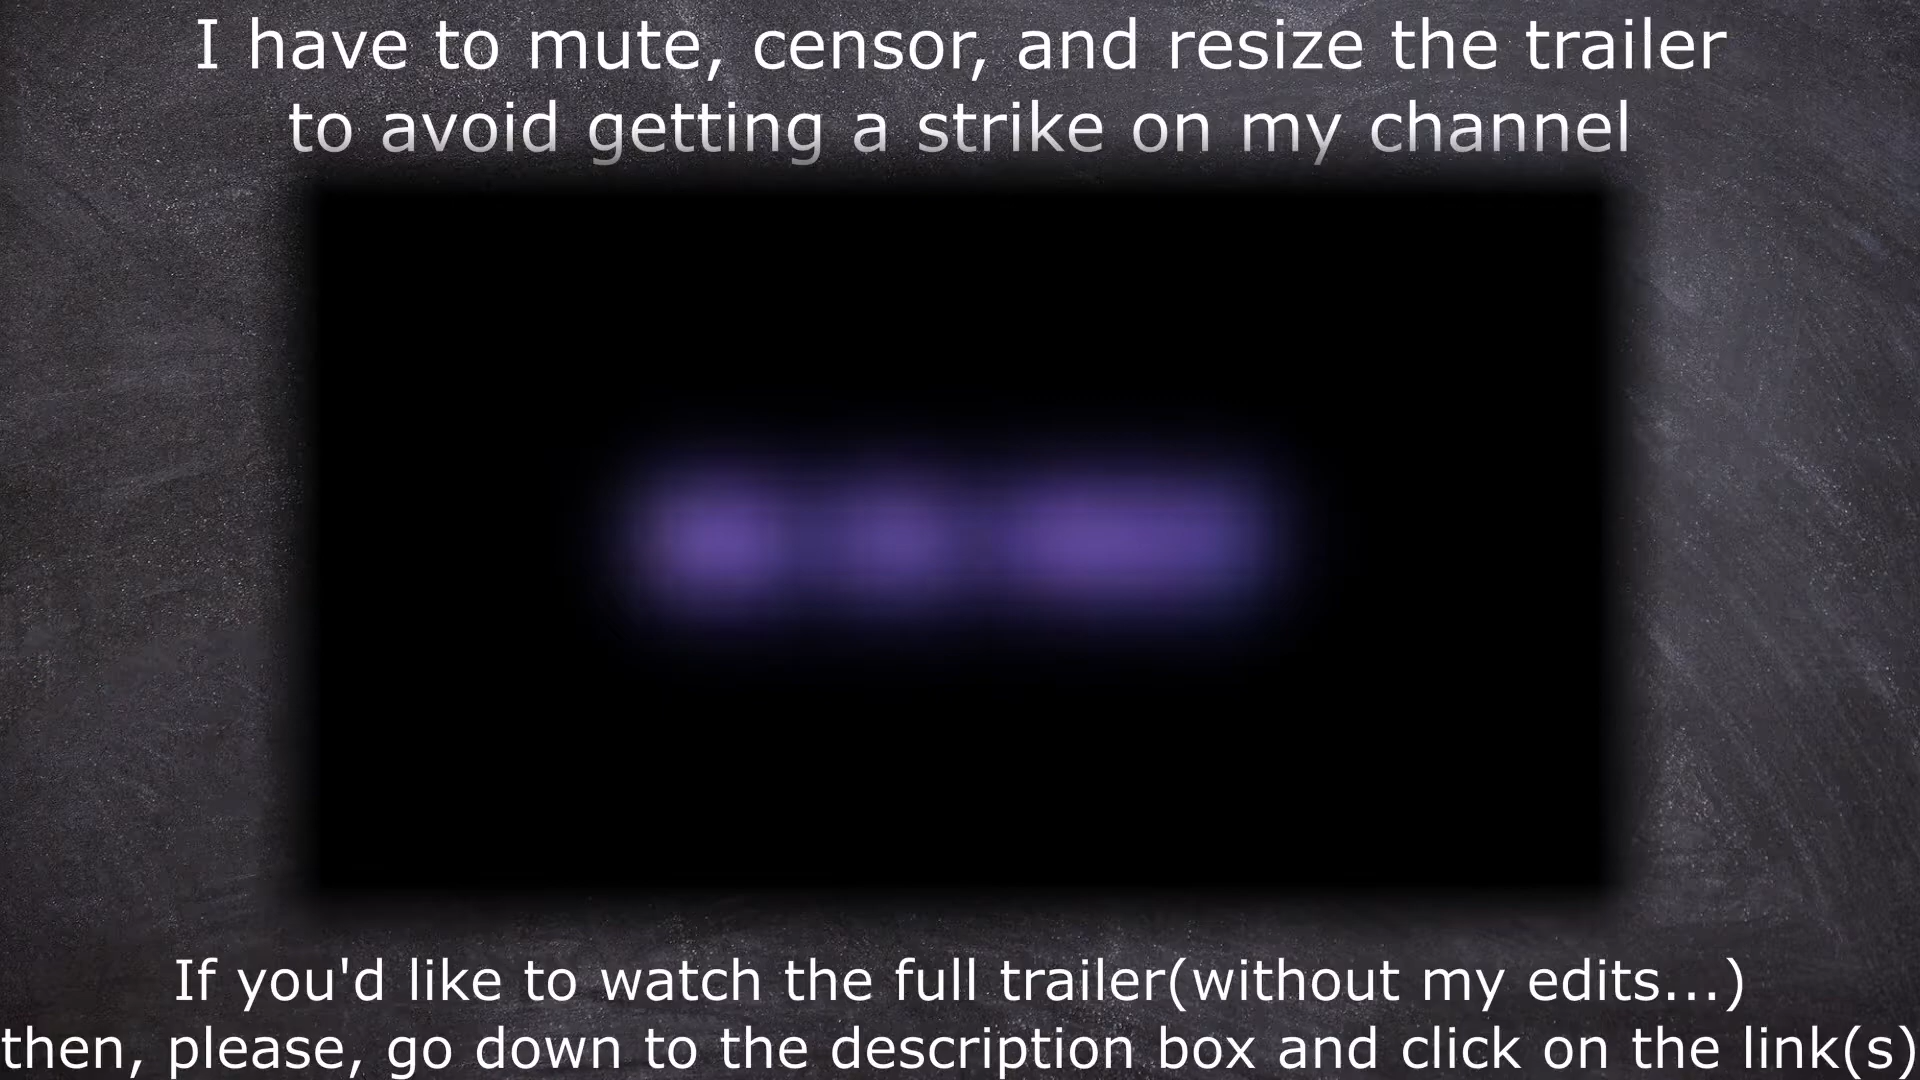 I have to mute, censor, and resize the trailer
to avoid getting a strike on my channel
If you'd like to watch the full trailer(without my edits...)
then, please, go down to the description box and click on the link(s)